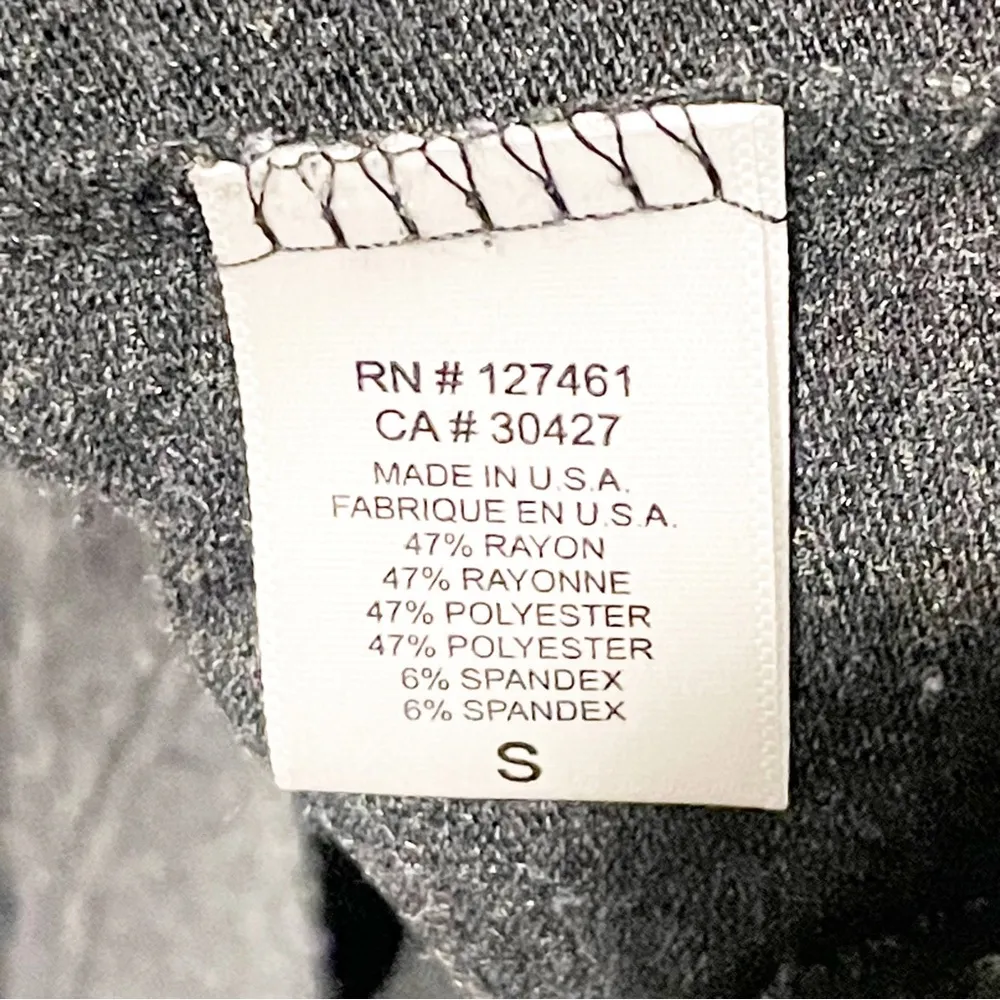 RN # 127461
CA # 30427
MADE IN U.S.A.
FABRIQUE EN U.S.A.
47% RAYON
47% RAYONNE
47% POLYESTER
47% POLYESTER
6% SPANDEX
6% SPANDEX
S